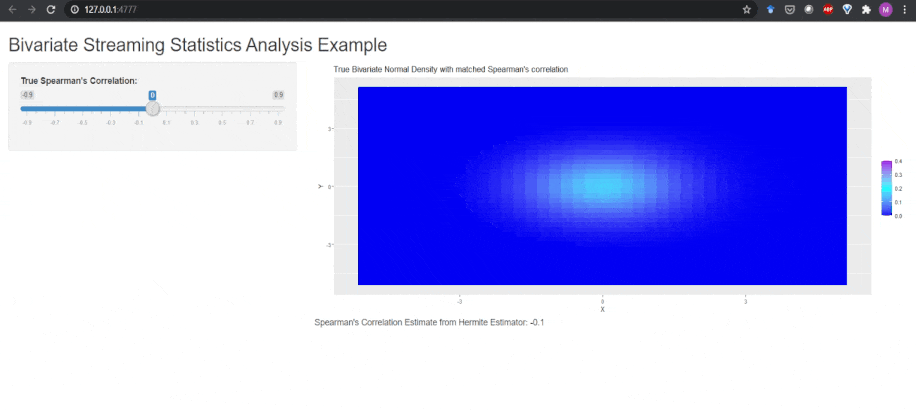 127.0.0.1:4777
ABP
M
Bivariate Streaming Statistics Analysis Example
True Spearman's Correlation:
-0.9 0 0.9
-0.9 -0.7 -0.5 -0.3 -0.1 0.1 0.3 0.5 0.7 0.9
True Bivariate Normal Density with matched Spearman's correlation
3
0
-3
Y
-3 0 3
X
0.4
0.3
0.2
0.1
0.0
Spearman's Correlation Estimate from Hermite Estimator: -0.1